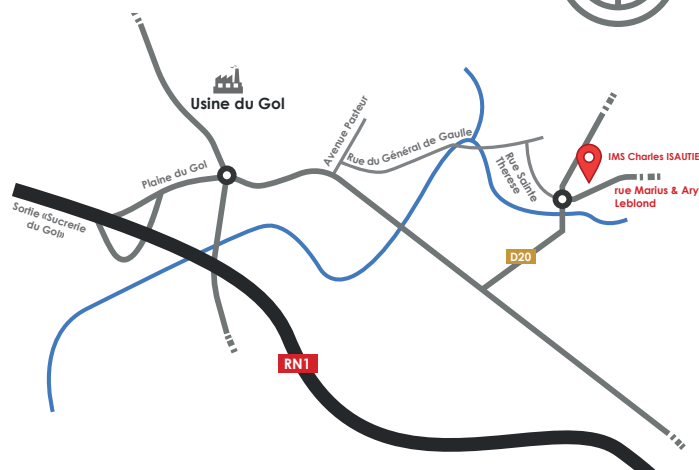 Usine du Gol
Avenue Pasteur
Rue du Général de Gaulle
Plaine du Gol
Rue Sainte
Thérèse
IMS Charles ISAUTIE
rue Marius & Ary
Leblond
Sortie «Sucrerie
du Gol»
D20
RN1